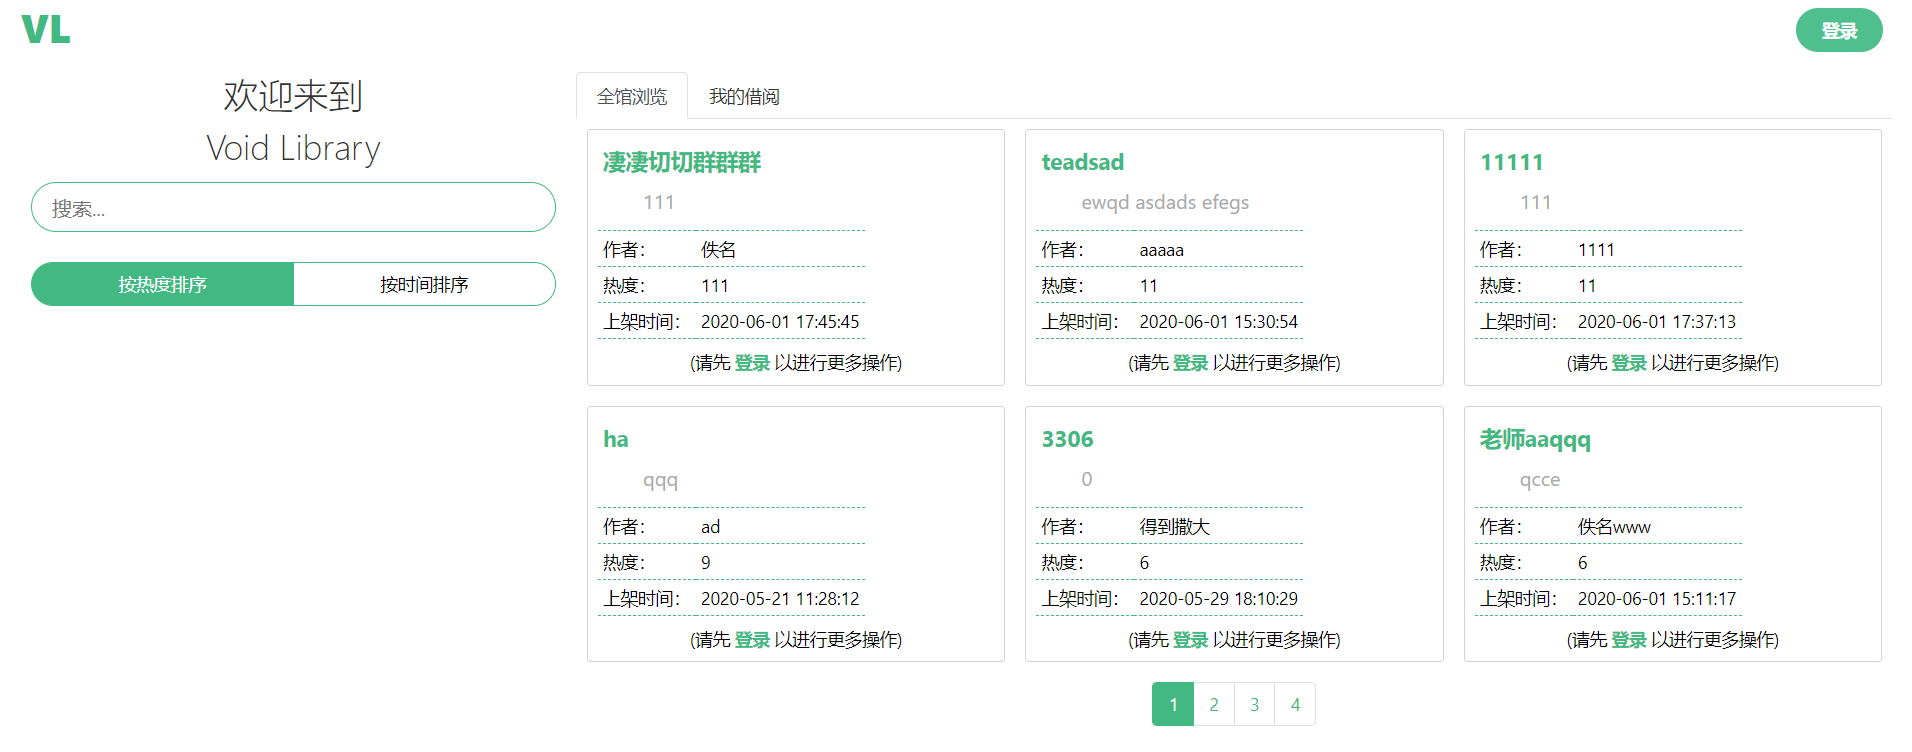 VL
登录
欢迎来到
Void Library
搜索...
按热度排序 按时间排序
全馆浏览 我的借阅
凄凄切切群群群
111
作者： 佚名
热度： 111
上架时间： 2020-06-01 17:45:45
(请先 登录 以进行更多操作)
teadsad
ewqd asdads efegs
作者： aaaaa
热度： 11
上架时间： 2020-06-01 15:30:54
(请先 登录 以进行更多操作)
11111
111
作者： 1111
热度： 11
上架时间： 2020-06-01 17:37:13
(请先 登录 以进行更多操作)
ha
qqq
作者： ad
热度： 9
上架时间： 2020-05-21 11:28:12
(请先 登录 以进行更多操作)
3306
0
作者： 得到撒大
热度： 6
上架时间： 2020-05-29 18:10:29
(请先 登录 以进行更多操作)
老师aaqqq
qcce
作者： 佚名www
热度： 6
上架时间： 2020-06-01 15:11:17
(请先 登录 以进行更多操作)
1 2 3 4